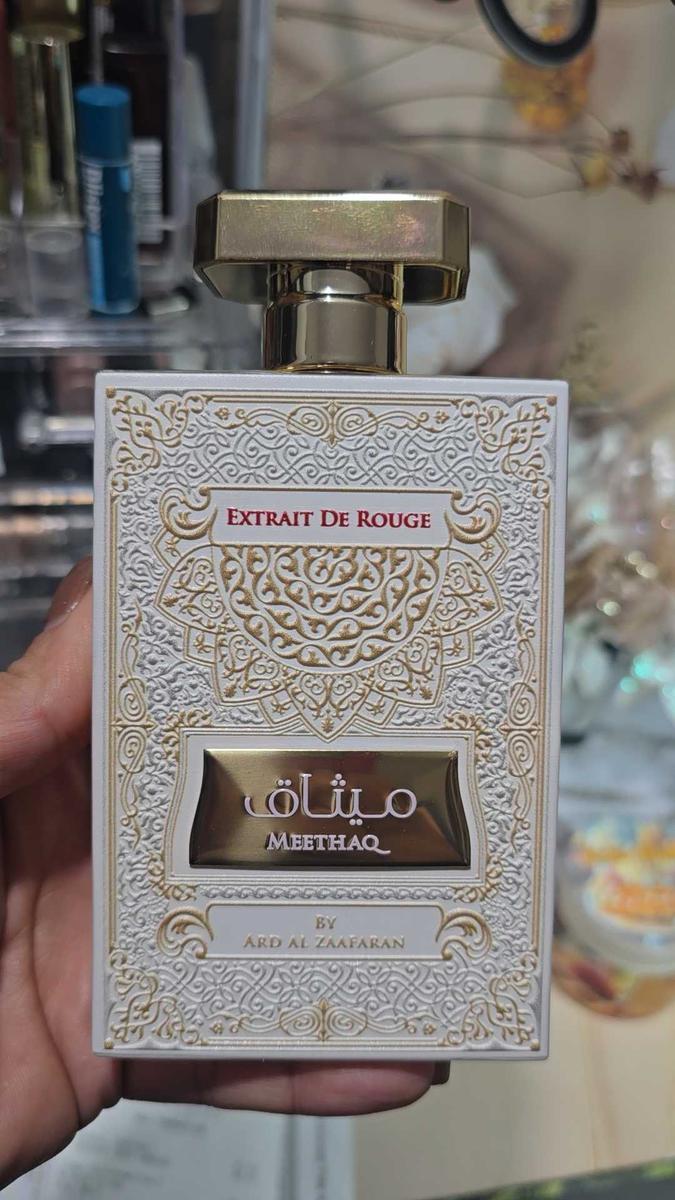 EXTRAIT DE ROUGE
ميثاق
MEETHAQ
BY
ARD AL ZAAFARAN